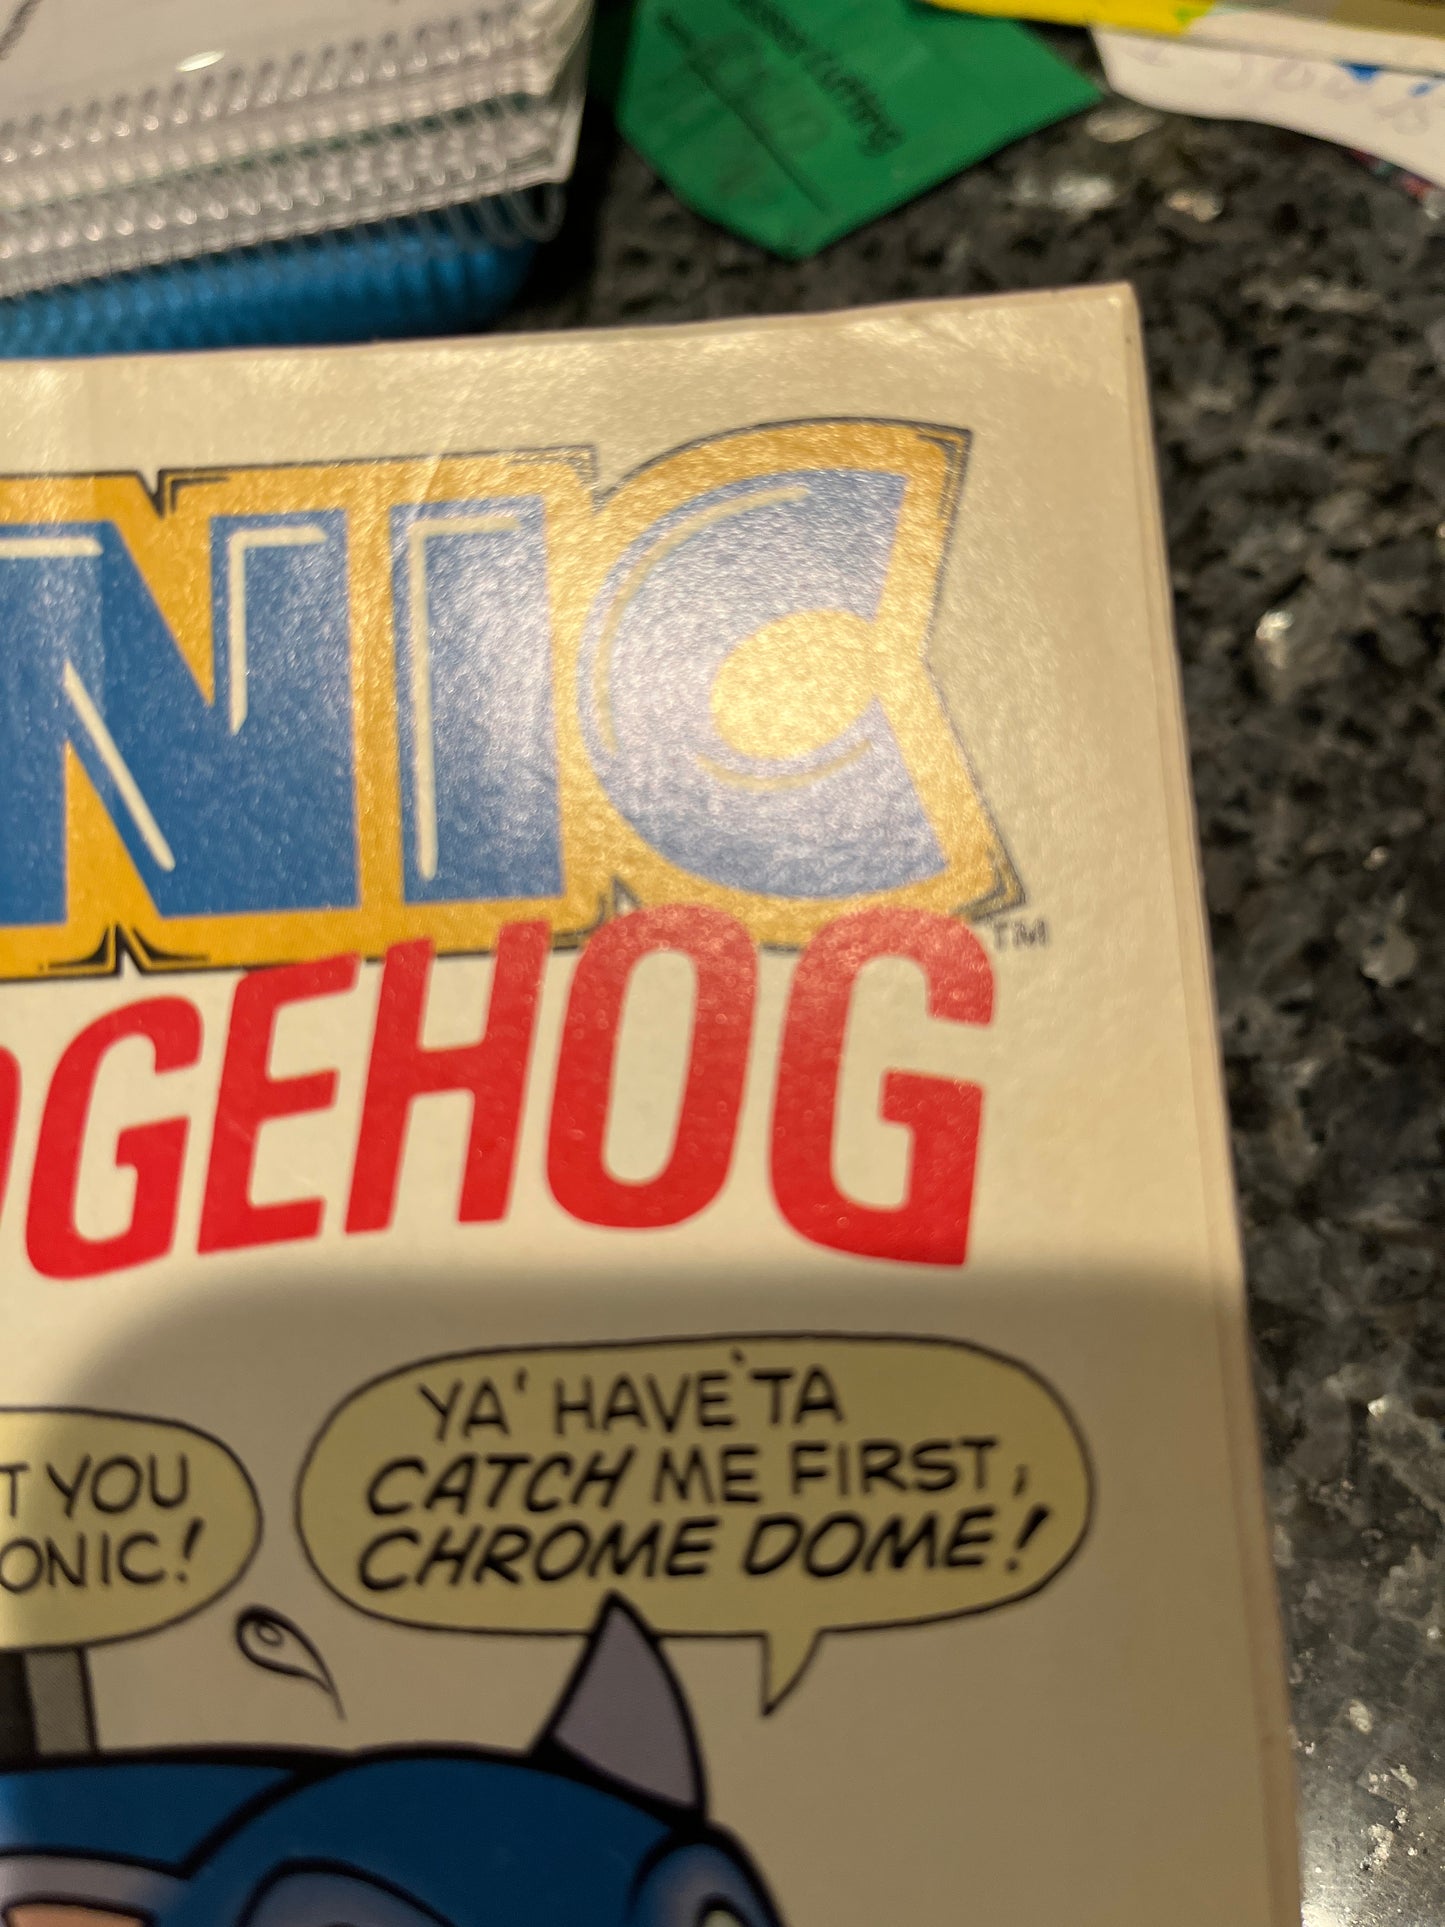 NIC
TM
GEHOG
T YOU
ONIC!
YA' HAVE 'TA
CATCH ME FIRST,
CHROME DOME!